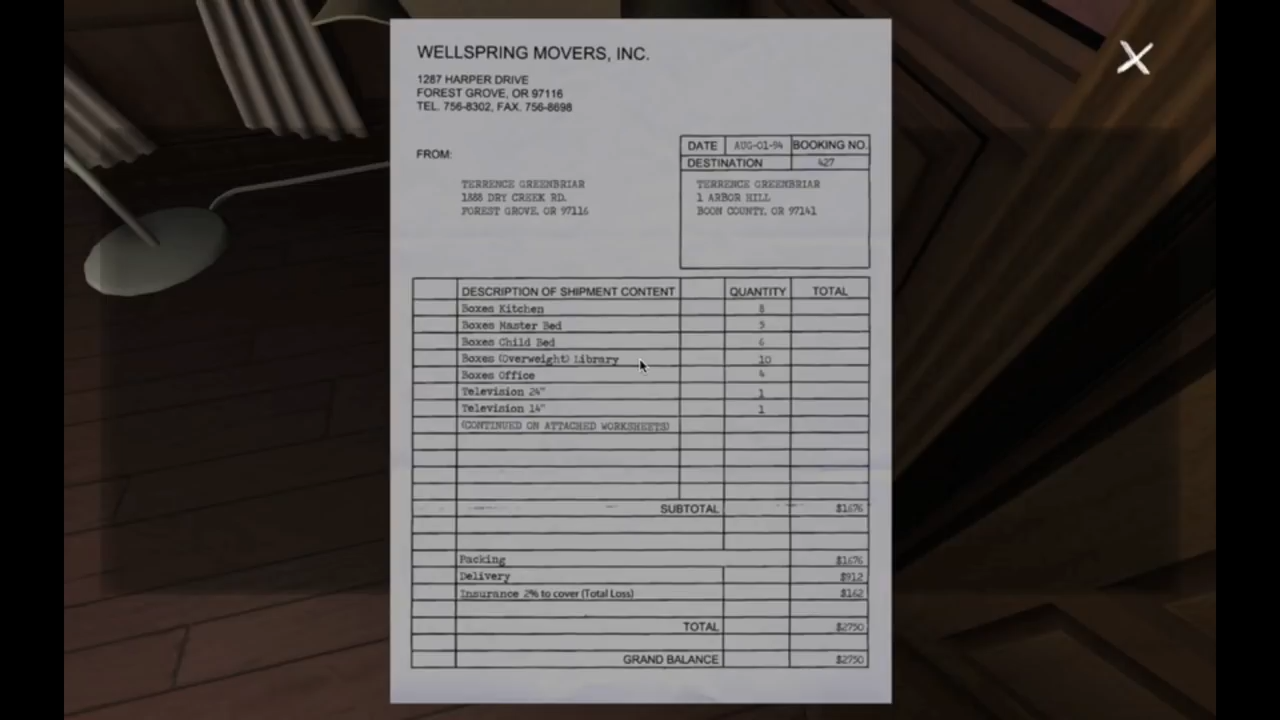 WELLSPRING MOVERS, INC.
1287 HARPER DRIVE
FOREST GROVE, OR 97116
TEL. 756-8302, FAX. 756-8698
DATE AUG-01-94 BOOKING NO.
FROM: DESTINATION 427
TERRENCE GREENBRIAR
1888 DRY CREEK RD.
FOREST GROVE, OR 97116
TERRENCE GREENBRIAR
1 ARBOR HILL
BOON COUNTY, OR 97141
DESCRIPTION OF SHIPMENT CONTENT QUANTITY TOTAL
Boxes Kitchen 8
Boxes Master Bed 5
Boxes Child Bed 6
Boxes (Overweight) Library 10
Boxes Office 4
Television 24" 1
Television 14" 1
(CONTINUED ON ATTACHED WORKSHEETS)
SUBTOTAL $1676
Packing $1676
Delivery $912
Insurance 2% to cover (Total Loss) $162
TOTAL $2750
GRAND BALANCE $2750